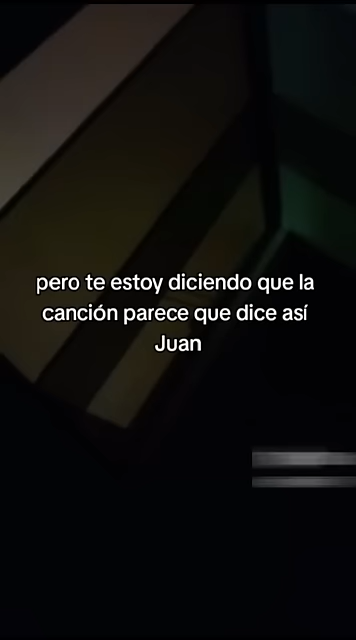 pero te estoy diciendo que la
canción parece que dice así
Juan